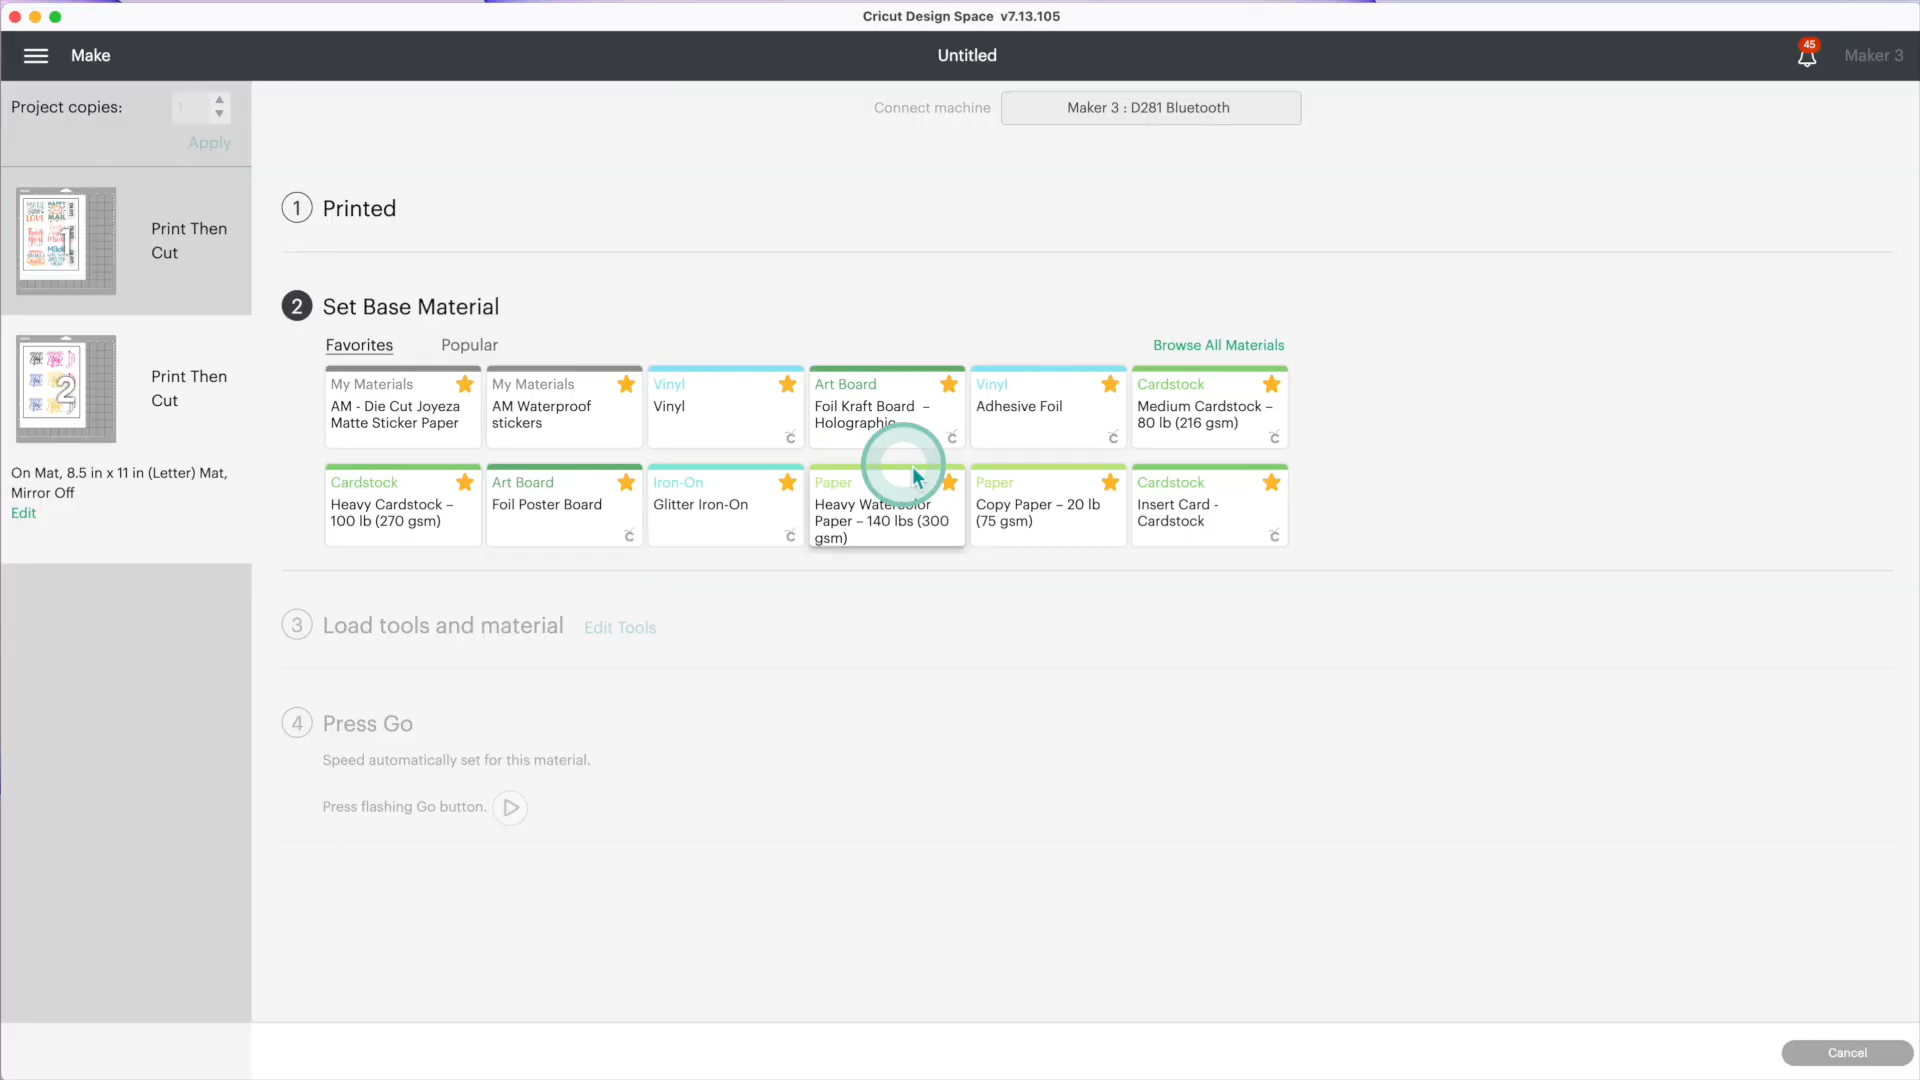 Cricut Design Space v7.13.105
Make
Untitled
45
Maker 3
Project copies:
1
Apply
Connect machine
Maker 3 : D281 Bluetooth
Print Then
Cut
1
Print Then
Cut
2
On Mat, 8.5 in x 11 in (Letter) Mat,
Mirror Off
Edit
1 Printed
2 Set Base Material
Favorites
Popular
Browse All Materials
My Materials
AM - Die Cut Joyeza
Matte Sticker Paper
My Materials
AM Waterproof
stickers
Vinyl
Vinyl
Art Board
Foil Kraft Board –
Holographic
Vinyl
Adhesive Foil
Cardstock
Medium Cardstock –
80 lb (216 gsm)
Cardstock
Heavy Cardstock –
100 lb (270 gsm)
Art Board
Foil Poster Board
Iron-On
Glitter Iron-On
Paper
Heavy Watercolor
Paper – 140 lbs (300
gsm)
Paper
Copy Paper – 20 lb
(75 gsm)
Cardstock
Insert Card -
Cardstock
3 Load tools and material
Edit Tools
4 Press Go
Speed automatically set for this material.
Press flashing Go button.
Cancel